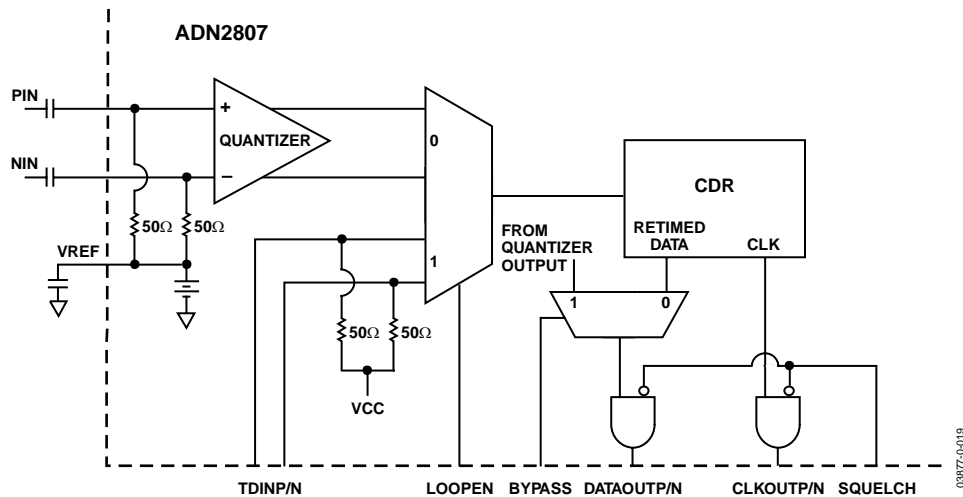 ADN2807
PIN
+
QUANTIZER
0
NIN
−
CDR
50Ω
50Ω
FROM
QUANTIZER
OUTPUT
RETIMED
DATA
CLK
VREF
1
1
0
50Ω
50Ω
VCC
TDINP/N
LOOPEN
BYPASS
DATAOUTP/N
CLKOUTP/N
SQUELCH
03877-0-019